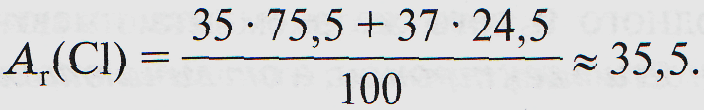 A_r(Cl) = (35 · 75,5 + 37 · 24,5) / 100 ≈ 35,5.